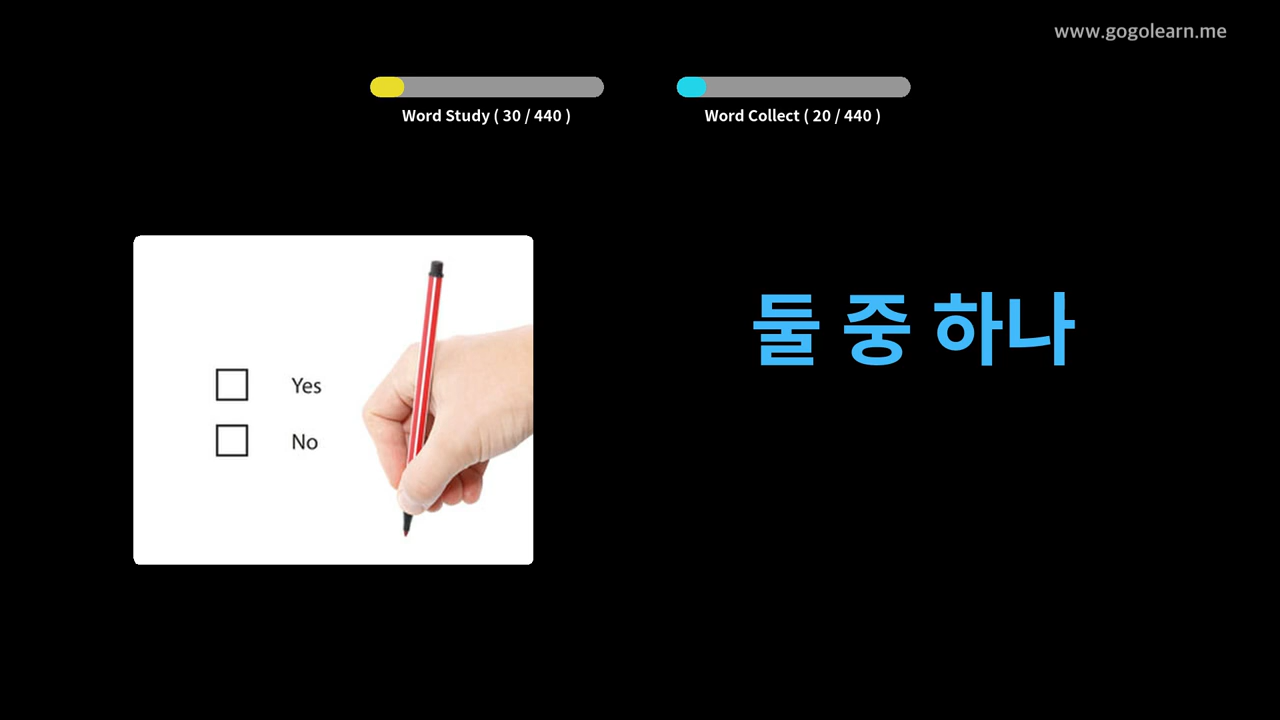 www.gogolearn.me
Word Study ( 30 / 440 )
Word Collect ( 20 / 440 )
Yes
No
둘 중 하나